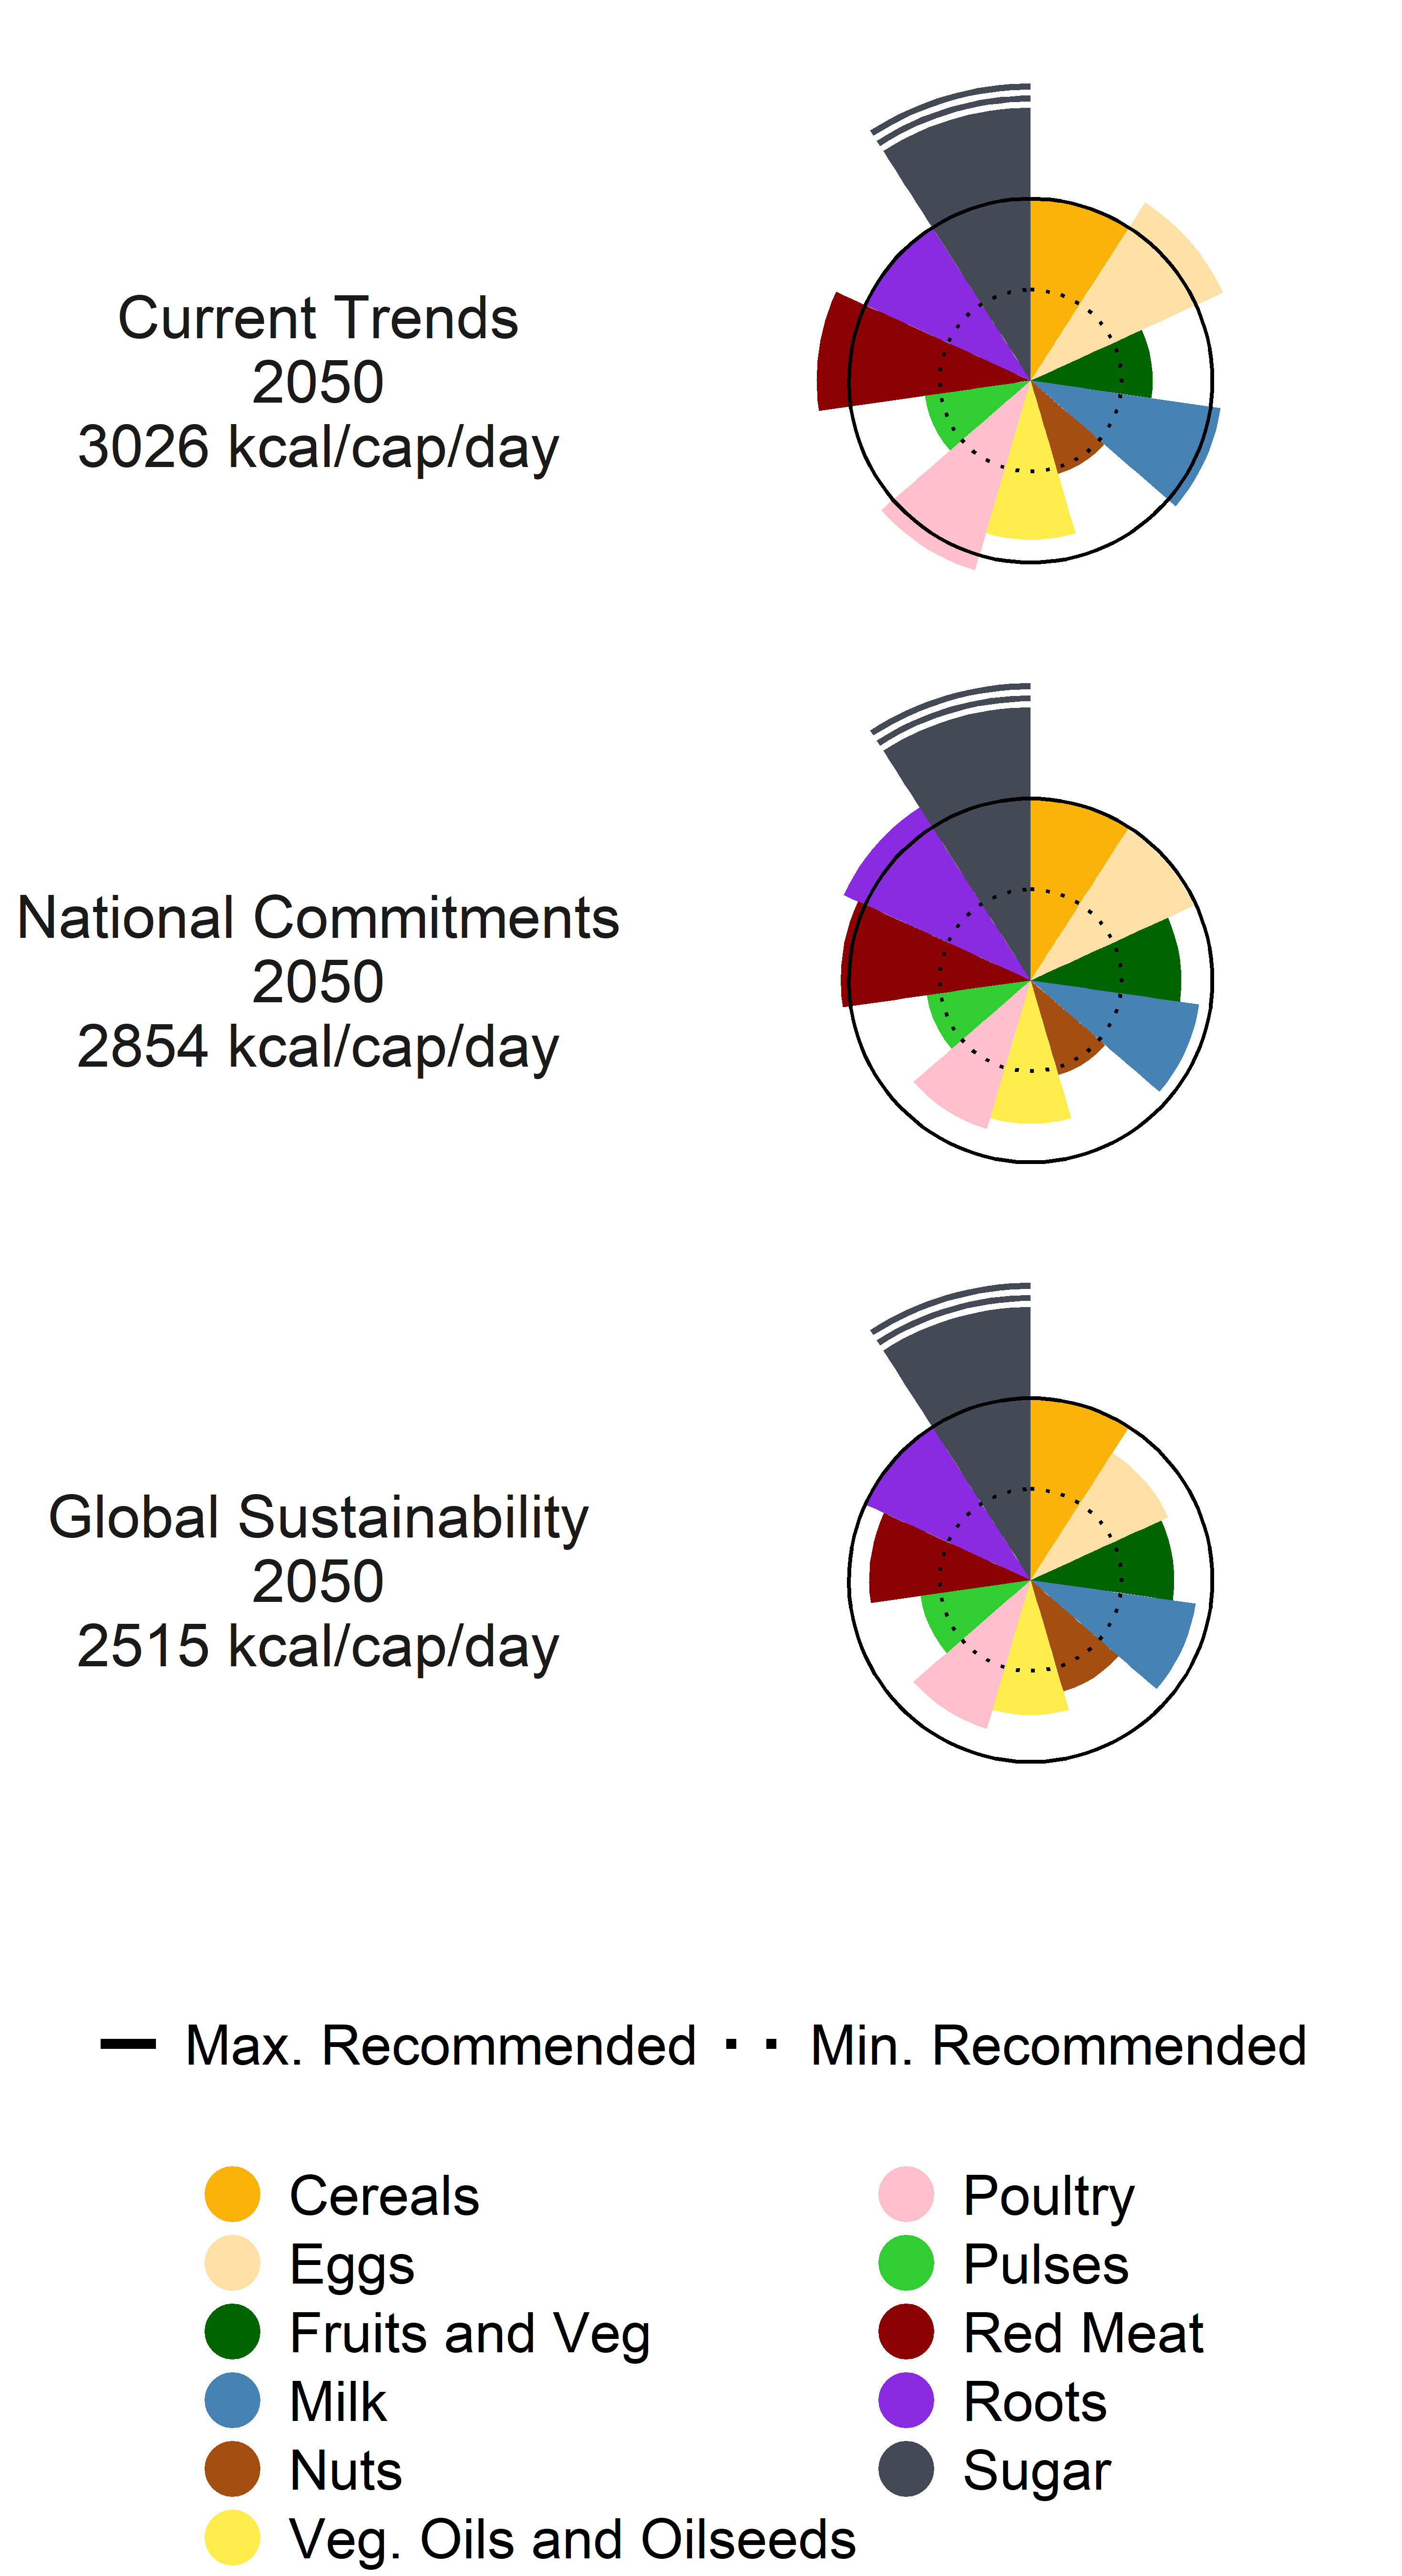 Current Trends
2050
3026 kcal/cap/day
National Commitments
2050
2854 kcal/cap/day
Global Sustainability
2050
2515 kcal/cap/day
Max. Recommended
Min. Recommended
Cereals
Eggs
Fruits and Veg
Milk
Nuts
Veg. Oils and Oilseeds
Poultry
Pulses
Red Meat
Roots
Sugar